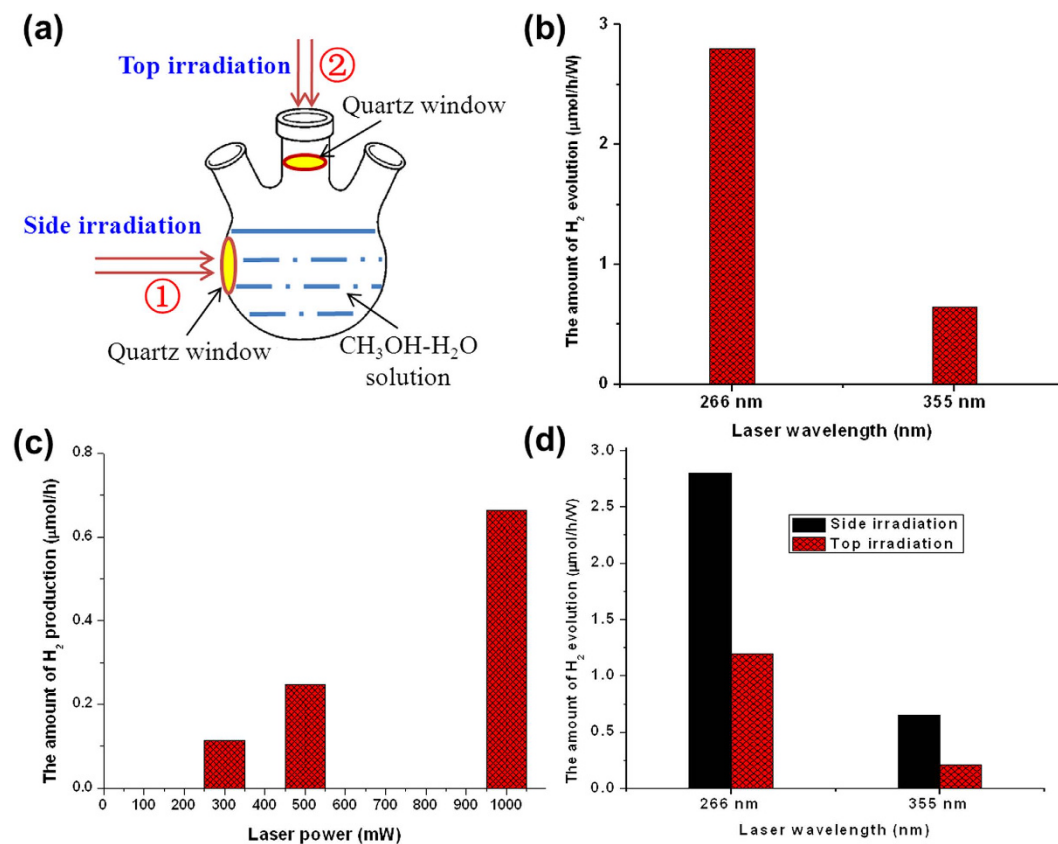 (a)
Top irradiation
②
Quartz window
Side irradiation
①
Quartz window
CH₃OH-H₂O
solution
(b)
The amount of H₂ evolution (μmol/h/W)
3
2
1
0
266 nm
355 nm
Laser wavelength (nm)
(c)
The amount of H₂ production (μmol/h)
0.8
0.6
0.4
0.2
0.0
0 100 200 300 400 500 600 700 800 900 1000
Laser power (mW)
(d)
The amount of H₂ evolution (μmol/h/W)
3.0
2.5
2.0
1.5
1.0
0.5
0.0
Side irradiation
Top irradiation
266 nm
355 nm
Laser wavelength (nm)